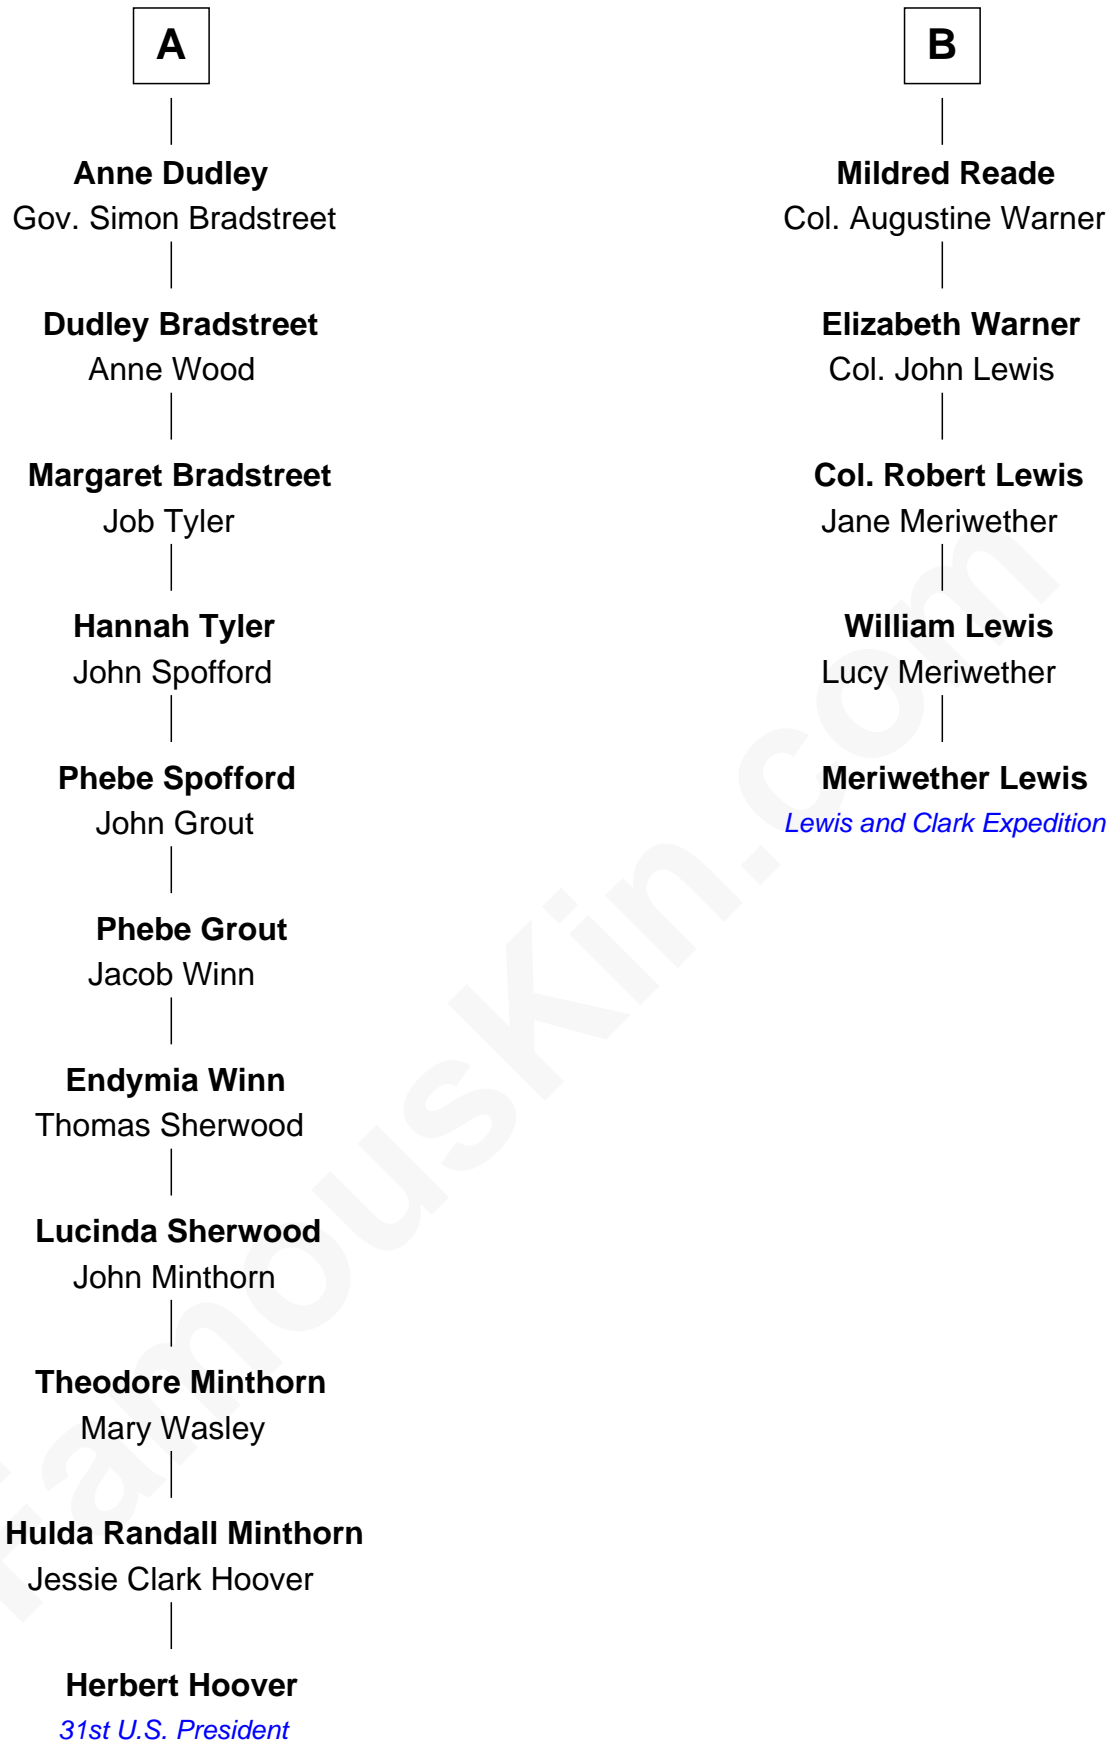 A
Anne Dudley
Gov. Simon Bradstreet
Dudley Bradstreet
Anne Wood
Margaret Bradstreet
Job Tyler
Hannah Tyler
John Spofford
Phebe Spofford
John Grout
Phebe Grout
Jacob Winn
Endymia Winn
Thomas Sherwood
Lucinda Sherwood
John Minthorn
Theodore Minthorn
Mary Wasley
Hulda Randall Minthorn
Jessie Clark Hoover
Herbert Hoover
31st U.S. President
B
Mildred Reade
Col. Augustine Warner
Elizabeth Warner
Col. John Lewis
Col. Robert Lewis
Jane Meriwether
William Lewis
Lucy Meriwether
Meriwether Lewis
Lewis and Clark Expedition
FamousKin.com